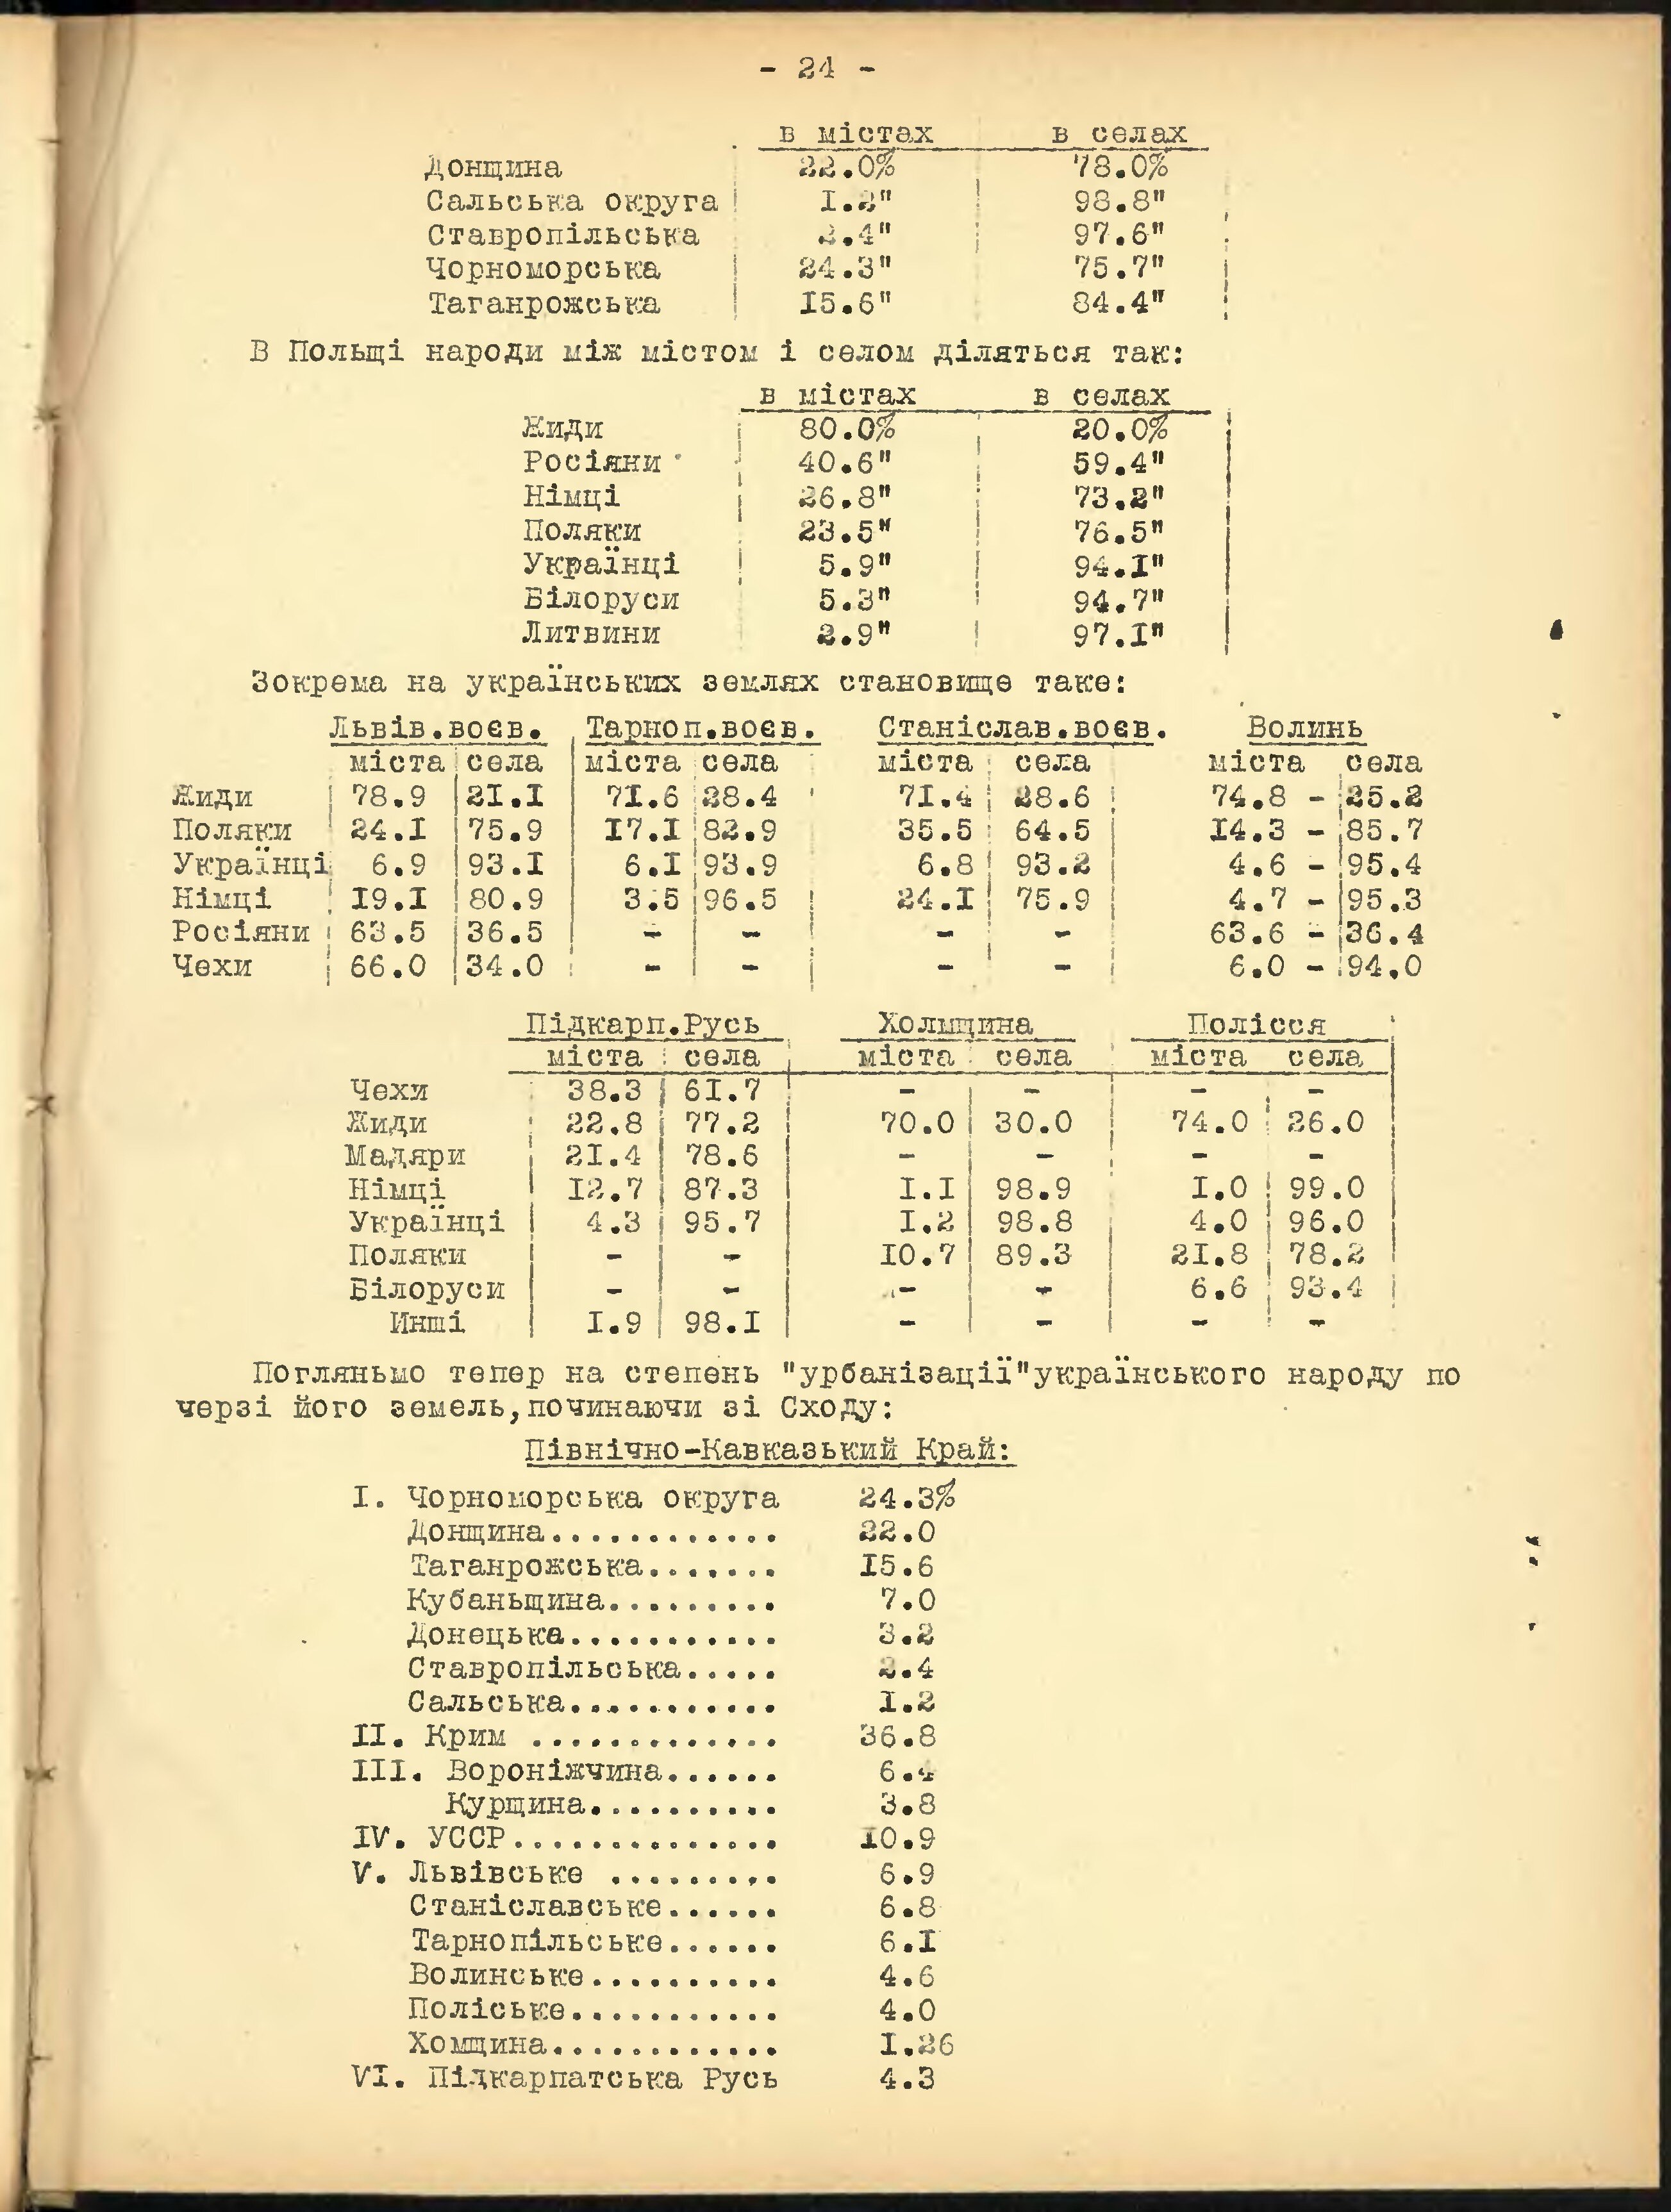 - 24 -
в містах в селах
Донщина 22.0% 78.0%
Сальська округа 1.2" 98.8"
Ставропільська 2.4" 97.6"
Чорноморська 24.3" 75.7"
Таганрожська 15.6" 84.4"
В Польщі народи між містом і селом діляться так:
в містах в селах
Жиди 80.0% 20.0%
Росіяни 40.6" 59.4"
Німці 26.8" 73.2"
Поляки 23.5" 76.5"
Українці 5.9" 94.1"
Білоруси 5.3" 94.7"
Литвини 2.9" 97.1"
Зокрема на українських землях становище таке:
Львів.воєв. Тарноп.воєв. Станіслав.воєв. Волинь
міста села міста села міста села міста села
Жиди 78.9 21.1 71.6 28.4 71.4 28.6 74.8 - 25.2
Поляки 24.1 75.9 17.1 82.9 35.5 64.5 14.3 - 85.7
Українці 6.9 93.1 6.1 93.9 6.8 93.2 4.6 - 95.4
Німці 19.1 80.9 3.5 96.5 24.1 75.9 4.7 - 95.3
Росіяни 63.5 36.5 - - - - 63.6 - 36.4
Чехи 66.0 34.0 - - - - 6.0 - 94.0
Підкарп.Русь Холмщина Полісся
міста села міста села міста села
Чехи 38.3 61.7 - - - -
Жиди 22.8 77.2 70.0 30.0 74.0 26.0
Мадяри 21.4 78.6 - - - -
Німці 12.7 87.3 1.1 98.9 1.0 99.0
Українці 4.3 95.7 1.2 98.8 4.0 96.0
Поляки - - 10.7 89.3 21.8 78.2
Білоруси - - - - 6.6 93.4
Инші 1.9 98.1 - - - -
Погляньмо тепер на степень "урбанізації"українського народу по
черзі його земель,починаючи зі Сходу:
Північно-Кавказький Край:
I. Чорноморська округа 24.3%
Донщина............ 22.0
Таганрожська....... 15.6
Кубаньщина......... 7.0
Донецька........... 3.2
Ставропільська..... 2.4
Сальська........... 1.2
II. Крим ............. 36.8
III. Вороніжчина...... 6.4
Курщина.......... 3.8
IV. УССР.............. 10.9
V. Львівське ......... 6.9
Станіславське...... 6.8
Тарнопільське...... 6.1
Волинське.......... 4.6
Поліське........... 4.0
Хомщина............ 1.26
VI. Підкарпатська Русь 4.3